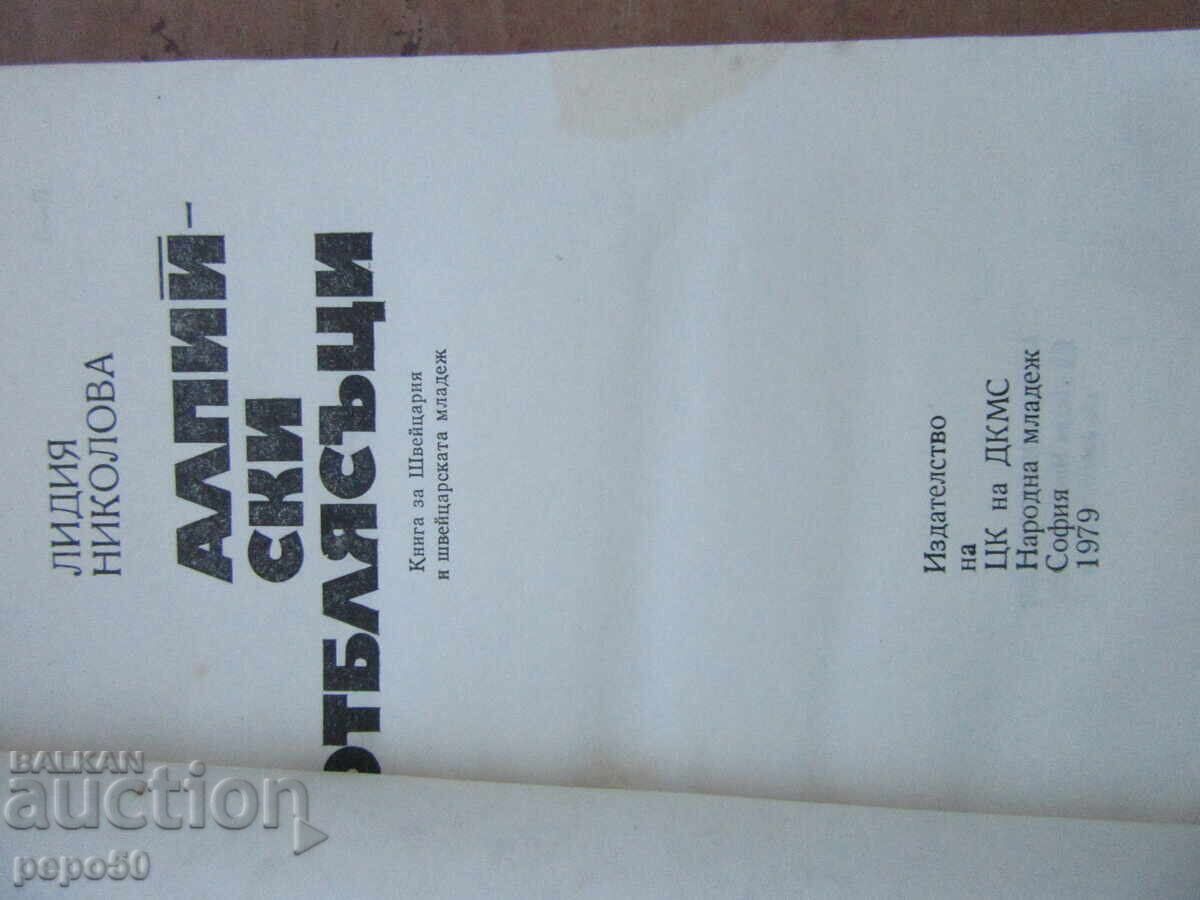 ЛИДИЯ
НИКОЛОВА
АЛПИЙ-
СКИ
ОТБЛЯСЪЦИ
Книга за Швейцария
и швейцарската младеж
Издателство
на
ЦК на ДКМС
Народна младеж
София
1979
BALKAN
auction
pepo50